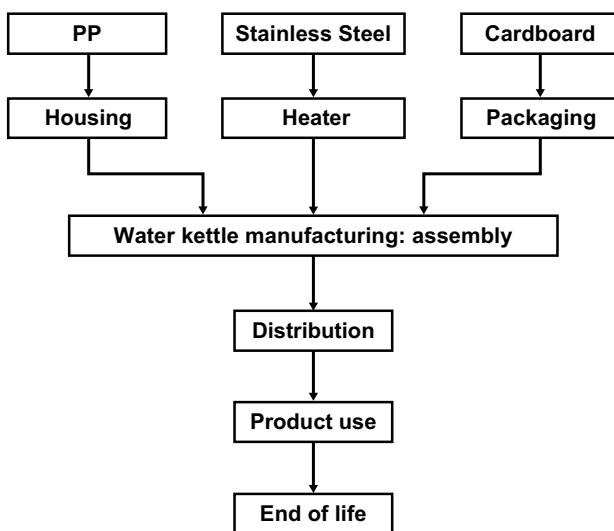 PP
Stainless Steel
Cardboard
Housing
Heater
Packaging
Water kettle manufacturing: assembly
Distribution
Product use
End of life